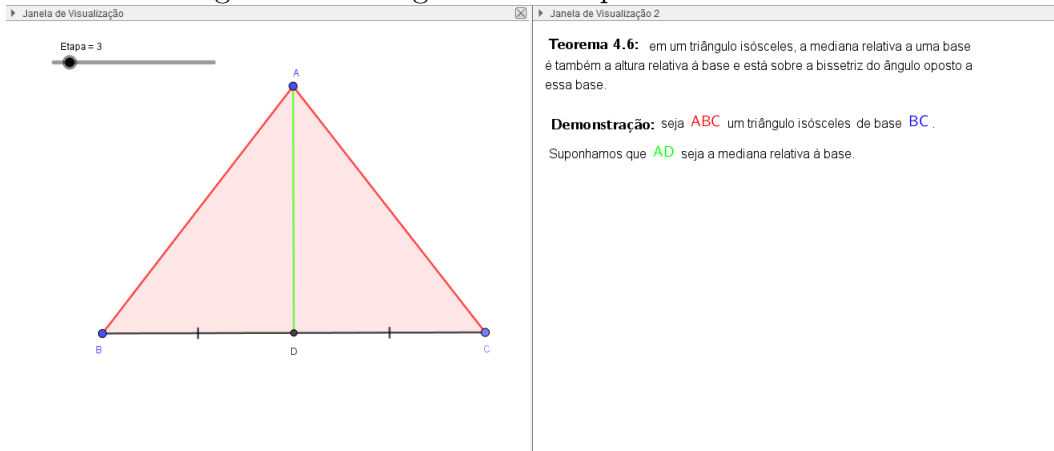 Janela de Visualização
Etapa = 3
A
B
D
C
Janela de Visualização 2
Teorema 4.6: em um triângulo isósceles, a mediana relativa a uma base
é também a altura relativa à base e está sobre a bissetriz do ângulo oposto a
essa base.
Demonstração: seja ABC um triângulo isósceles de base BC .
Suponhamos que AD seja a mediana relativa à base.